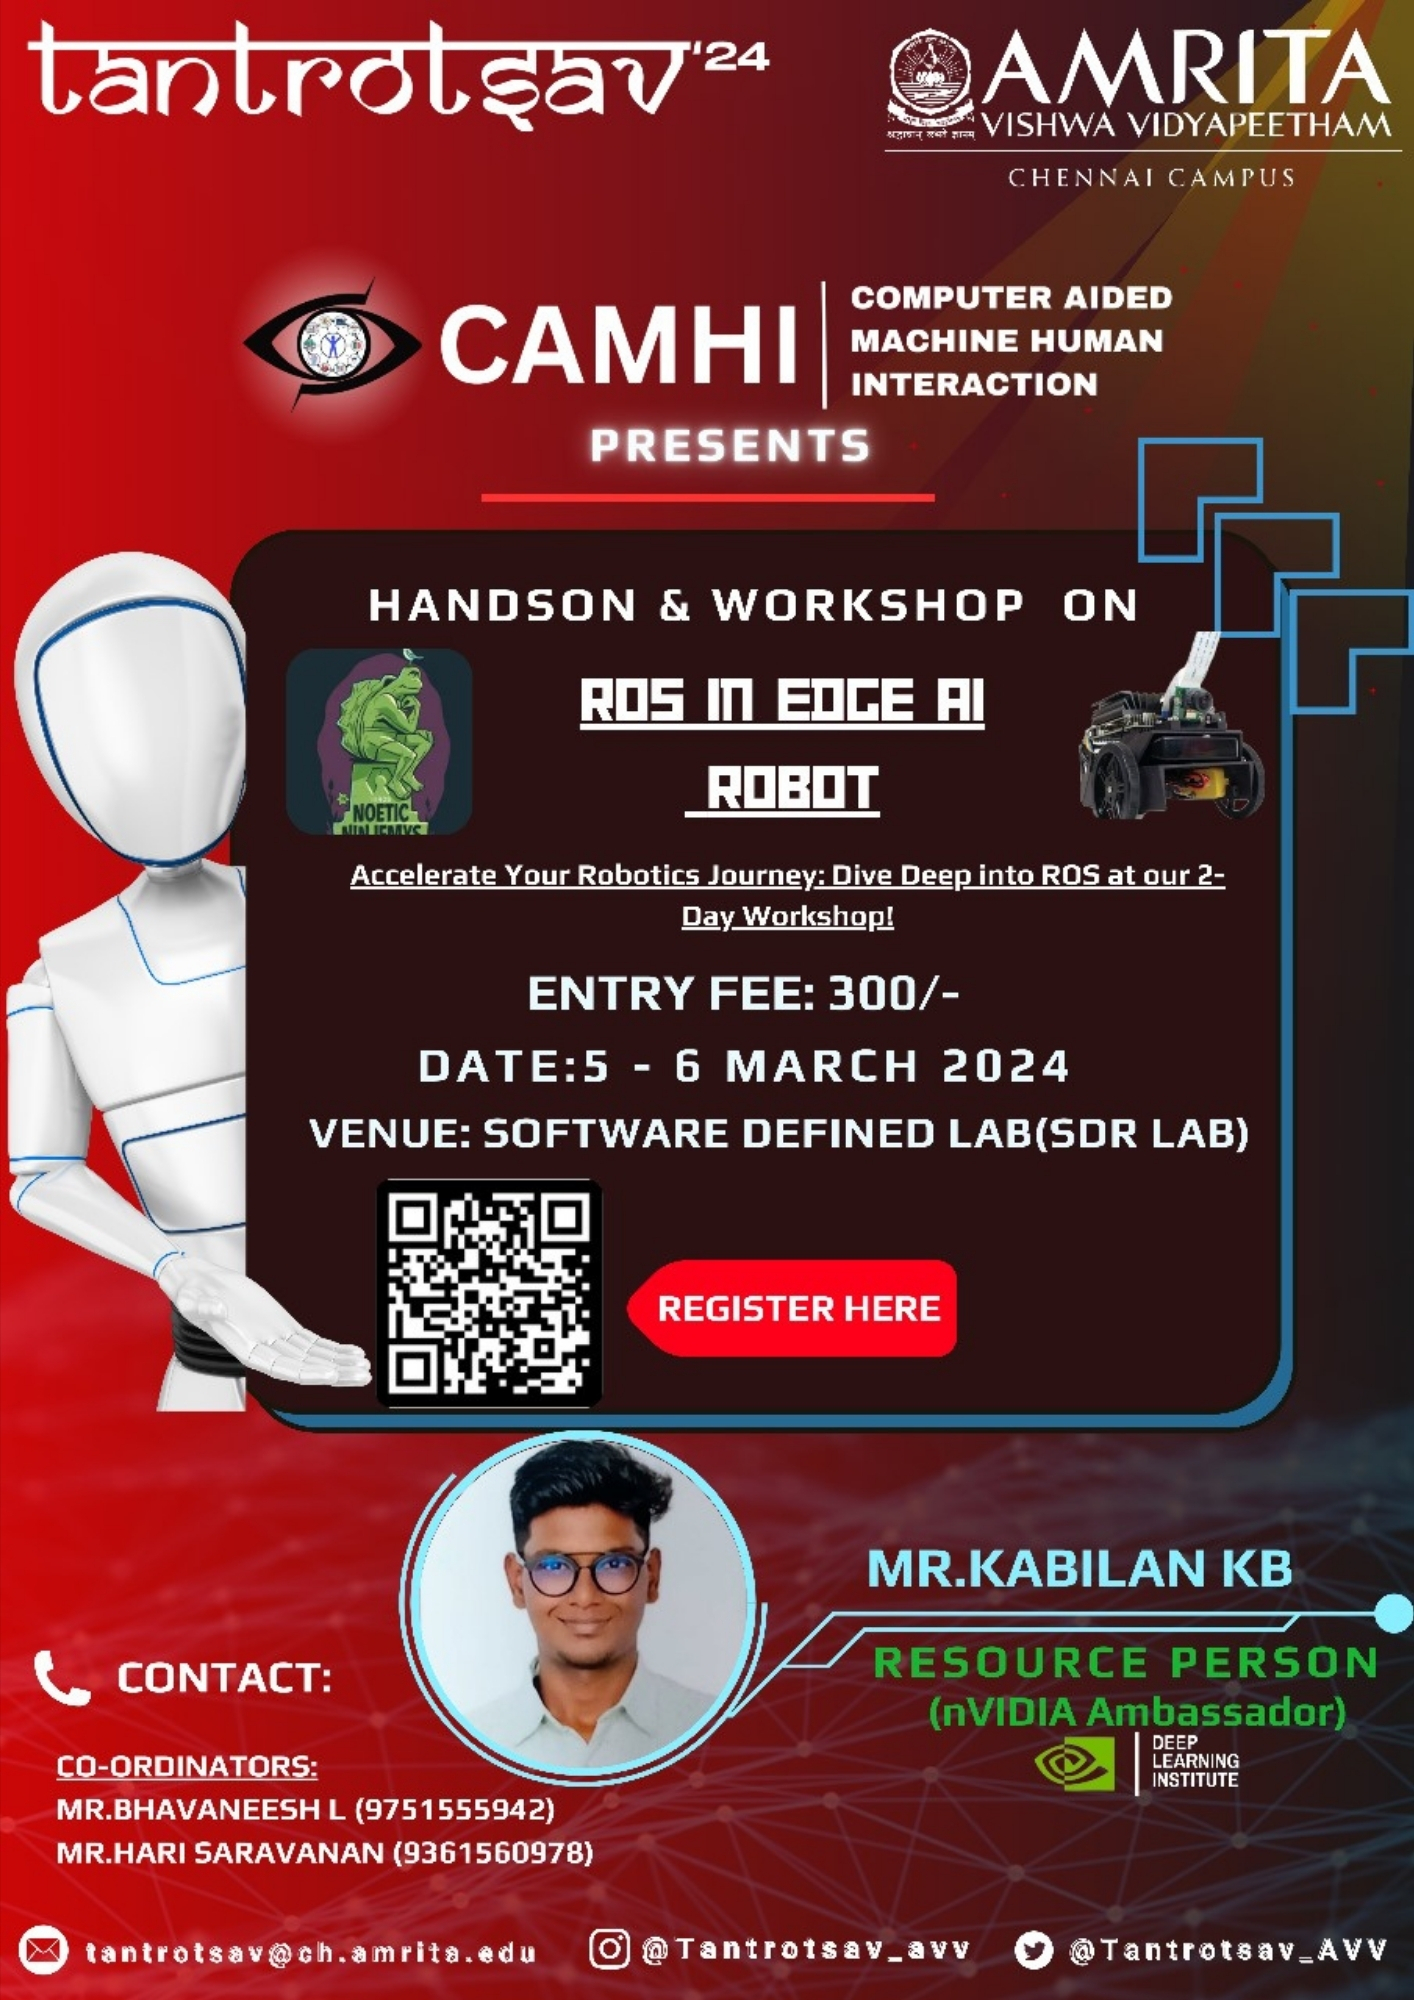 tantrotsav'24
AMRITA
VISHWA VIDYAPEETHAM
श्रद्धावान् लभते ज्ञानम्
CHENNAI CAMPUS
CAMHI
COMPUTER AIDED
MACHINE HUMAN
INTERACTION
PRESENTS
HANDSON & WORKSHOP ON
NOETIC
NINJEMYS
ROS IN EDGE AI
ROBOT
Accelerate Your Robotics Journey: Dive Deep into ROS at our 2-
Day Workshop!
ENTRY FEE: 300/-
DATE:5 - 6 MARCH 2024
VENUE: SOFTWARE DEFINED LAB(SDR LAB)
REGISTER HERE
MR.KABILAN KB
RESOURCE PERSON
(nVIDIA Ambassador)
DEEP
LEARNING
INSTITUTE
CONTACT:
CO-ORDINATORS:
MR.BHAVANEESH L (9751555942)
MR.HARI SARAVANAN (9361560978)
tantrotsav@ch.amrita.edu
@Tantrotsav_avv
@Tantrotsav_AVV